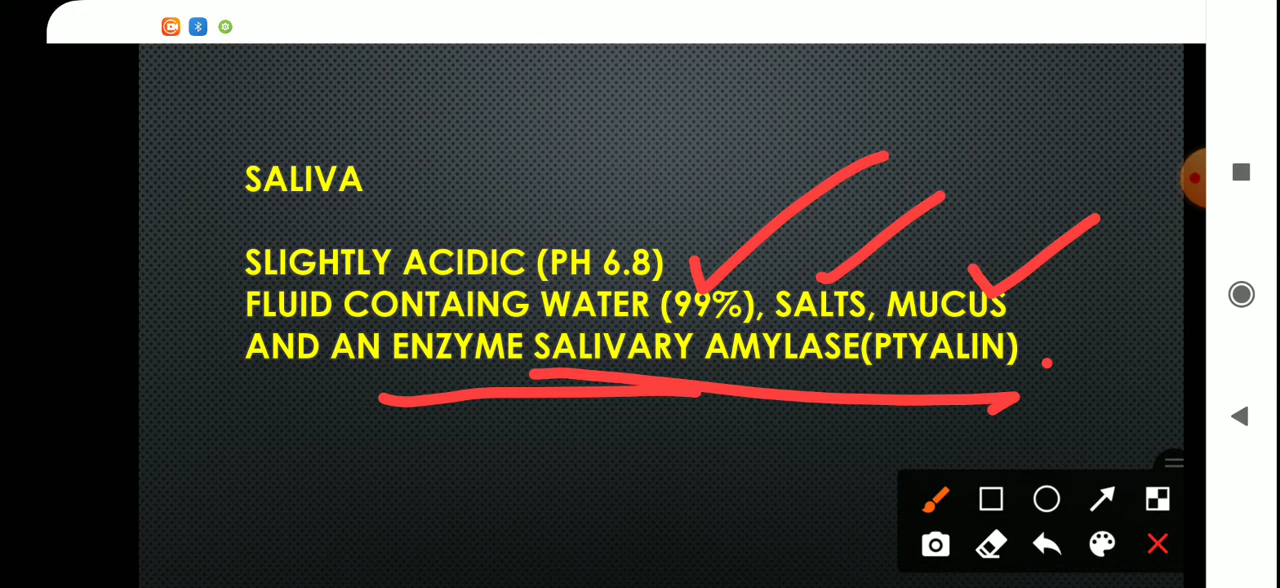 SALIVA
SLIGHTLY ACIDIC (PH 6.8)
FLUID CONTAING WATER (99%), SALTS, MUCUS
AND AN ENZYME SALIVARY AMYLASE(PTYALIN)